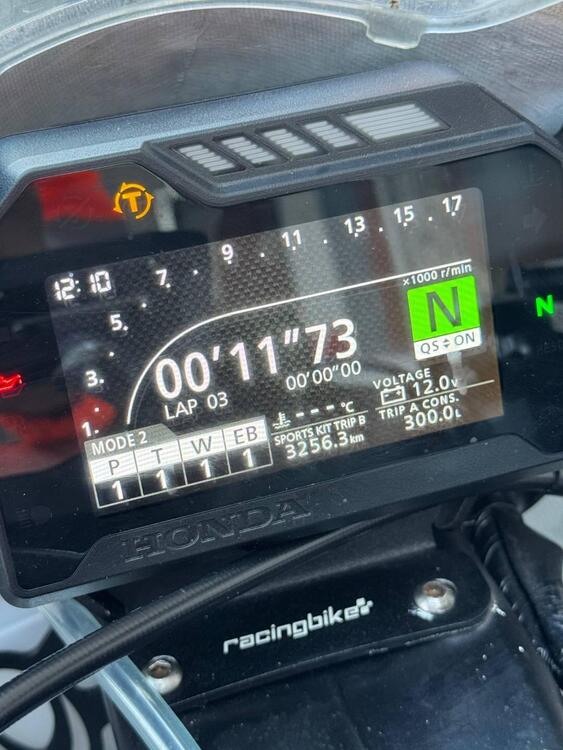 T
17
15
13
11
9
7
5
3
1
×1000 r/min
12:10
N
N
QS ON
00'11"73
00'00"00
LAP 03
VOLTAGE
12.0V
TRIP A CONS.
300.0L
---°C
SPORTS KIT TRIP B
3256.3km
MODE 2
P T W EB
1 1 1 1
HONDA
racingbike